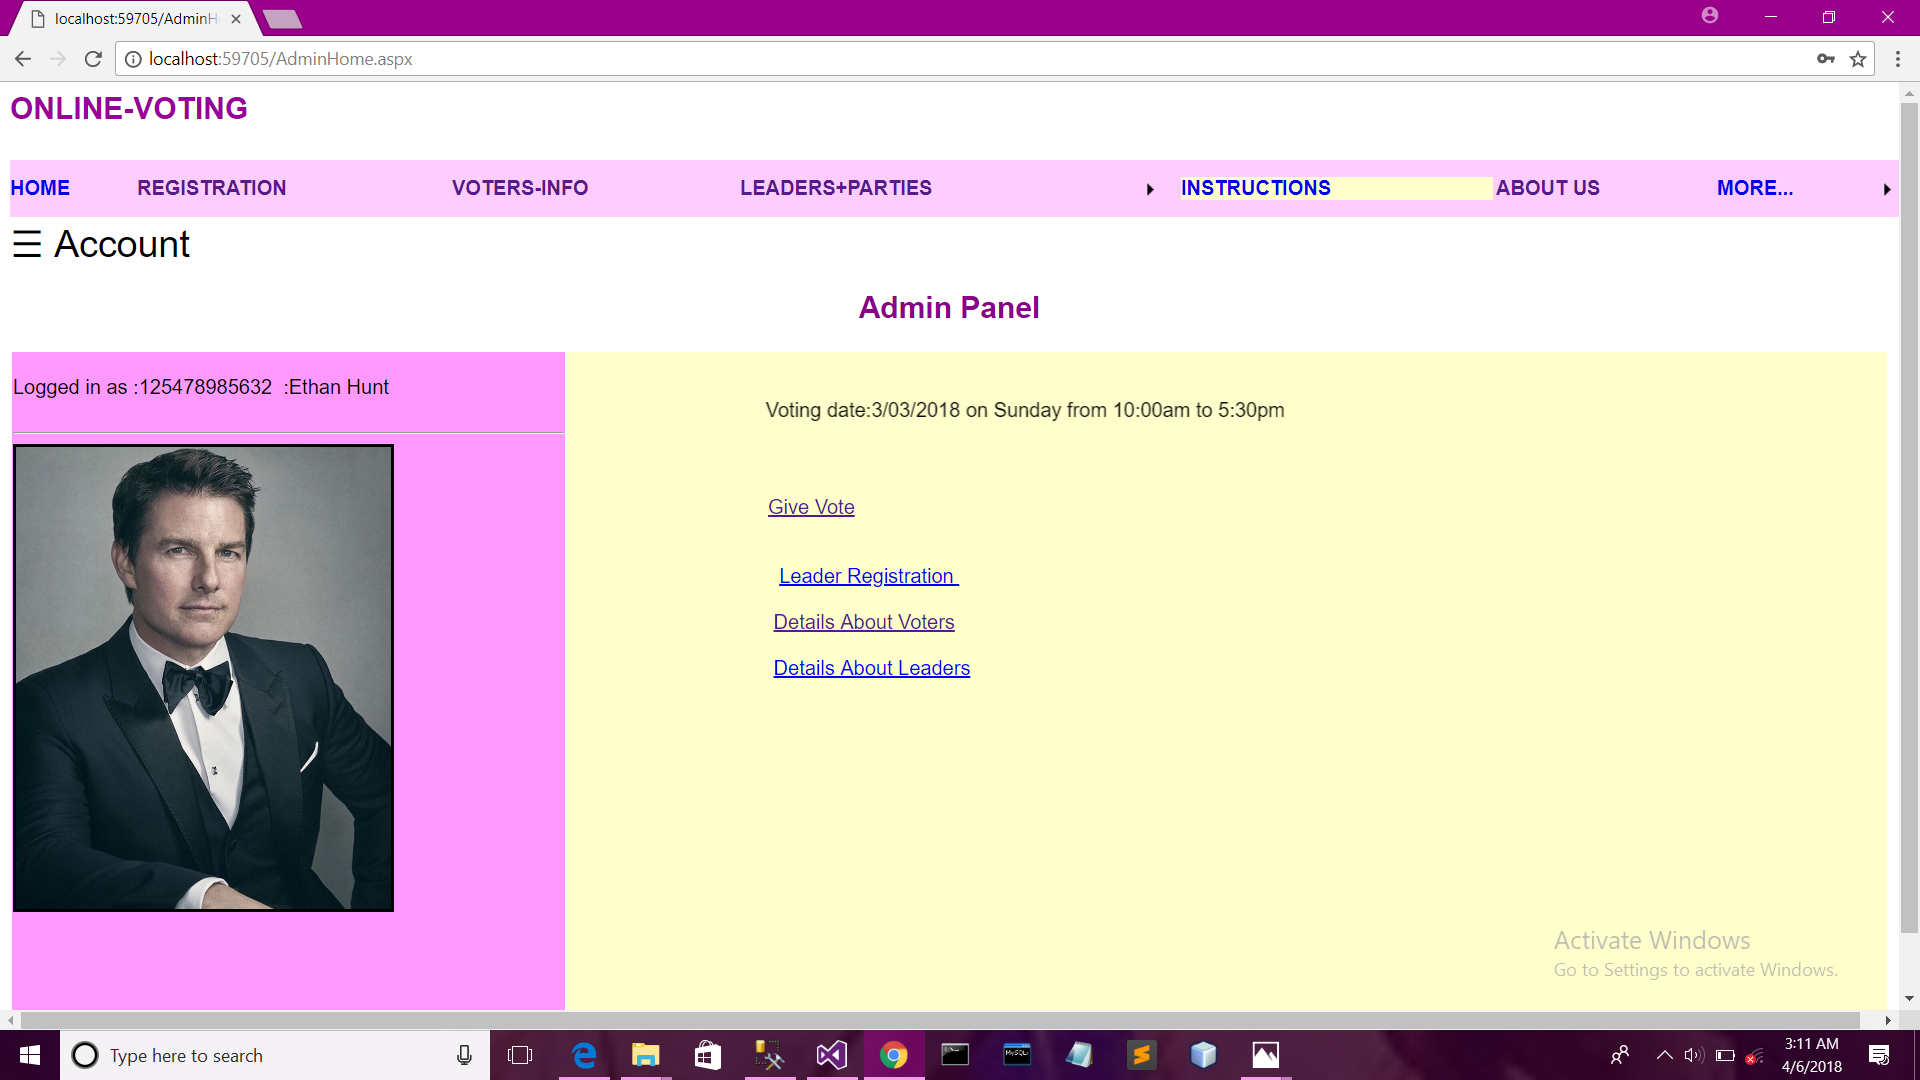 localhost:59705/AdminH
localhost:59705/AdminHome.aspx
ONLINE-VOTING
HOME REGISTRATION VOTERS-INFO LEADERS+PARTIES INSTRUCTIONS ABOUT US MORE...
☰ Account
Admin Panel
Logged in as :125478985632  :Ethan Hunt
Voting date:3/03/2018 on Sunday from 10:00am to 5:30pm
Give Vote
Leader Registration
Details About Voters
Details About Leaders
Activate Windows
Go to Settings to activate Windows.
Type here to search
MySQL
3:11 AM
4/6/2018